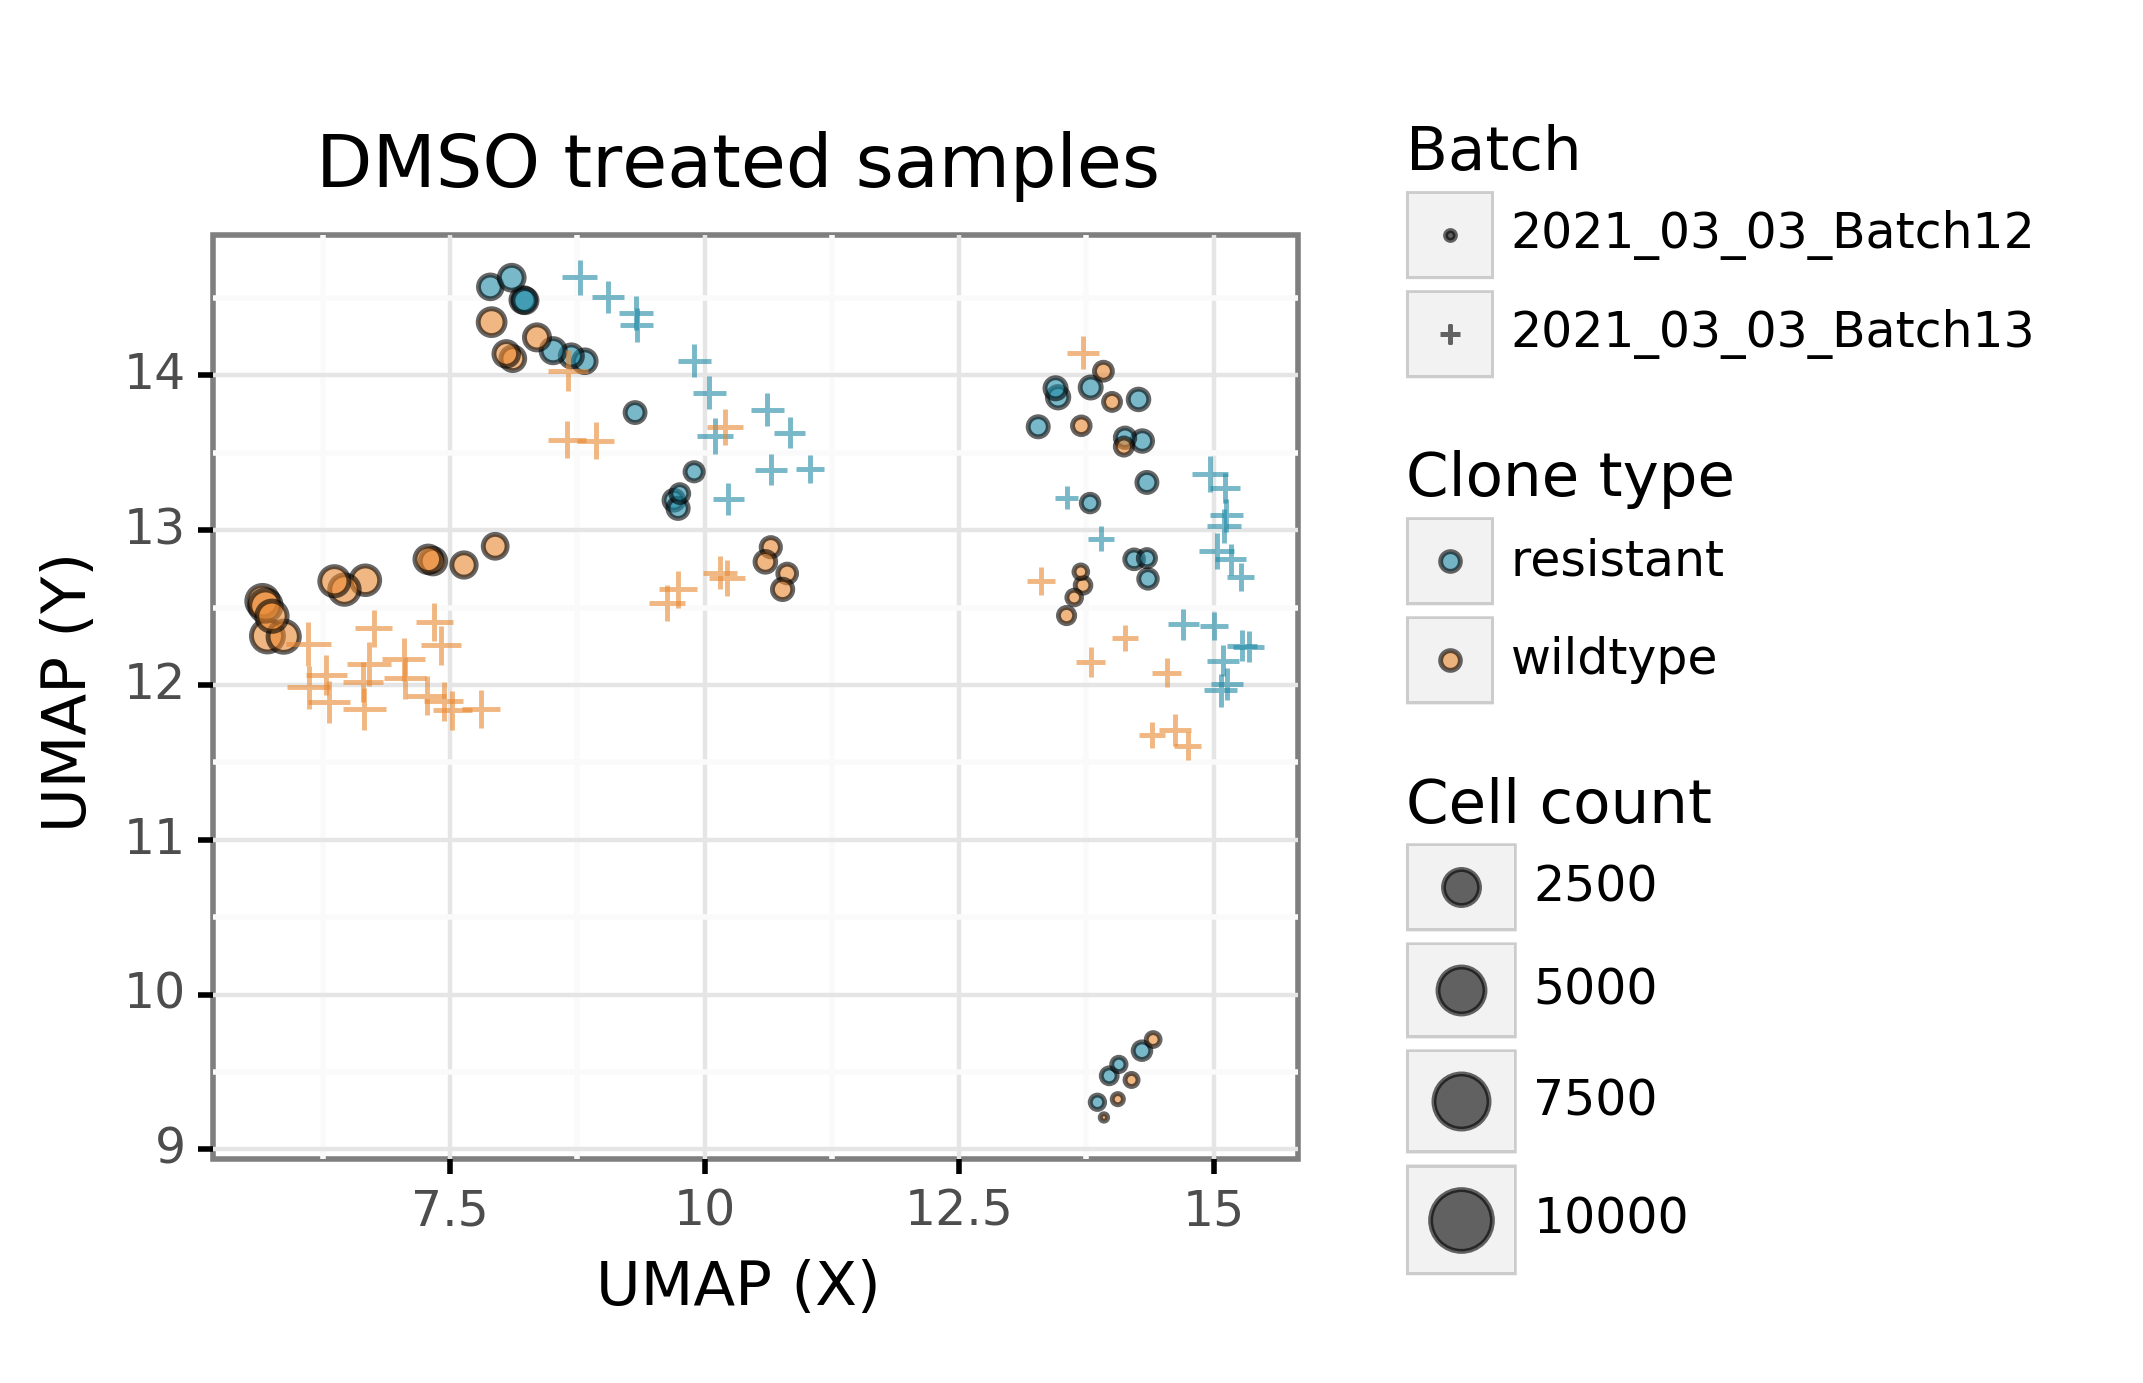 DMSO treated samples
UMAP (Y)
14
13
12
11
10
9
7.5 10 12.5 15
UMAP (X)
Batch
2021_03_03_Batch12
2021_03_03_Batch13
Clone type
resistant
wildtype
Cell count
2500
5000
7500
10000